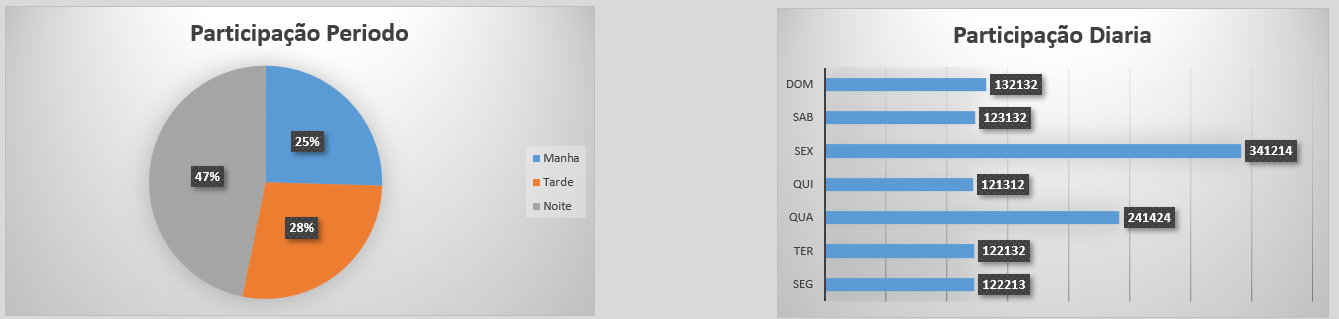 Participação Periodo
25%
47%
28%
Manha
Tarde
Noite
Participação Diaria
DOM 132132
SAB 123132
SEX 341214
QUI 121312
QUA 241424
TER 122132
SEG 122213